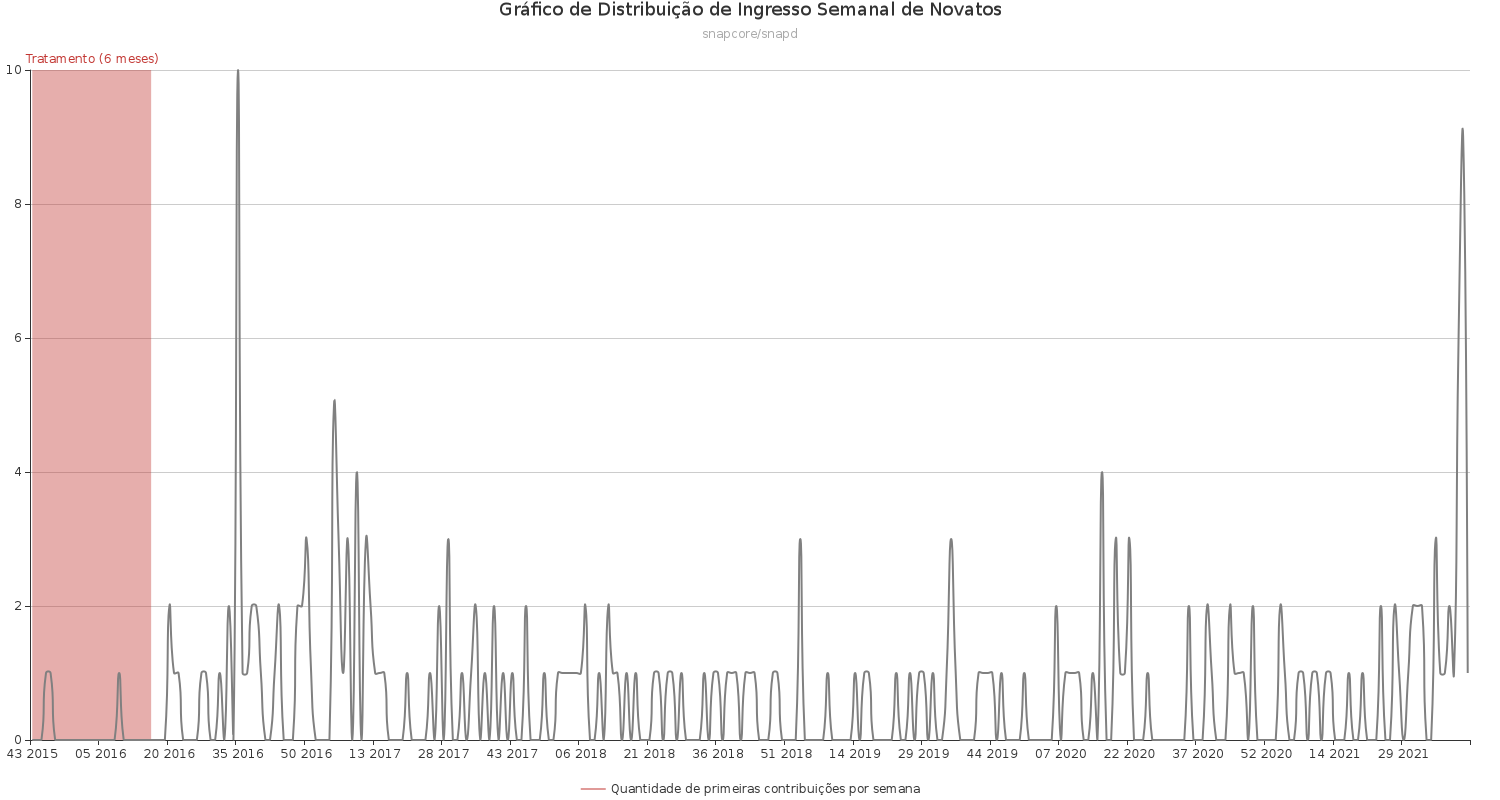 Gráfico de Distribuição de Ingresso Semanal de Novatos
snapcore/snapd
Tratamento (6 meses)
10
8
6
4
2
0
43 2015 05 2016 20 2016 35 2016 50 2016 13 2017 28 2017 43 2017 06 2018 21 2018 36 2018 51 2018 14 2019 29 2019 44 2019 07 2020 22 2020 37 2020 52 2020 14 2021 29 2021
Quantidade de primeiras contribuições por semana